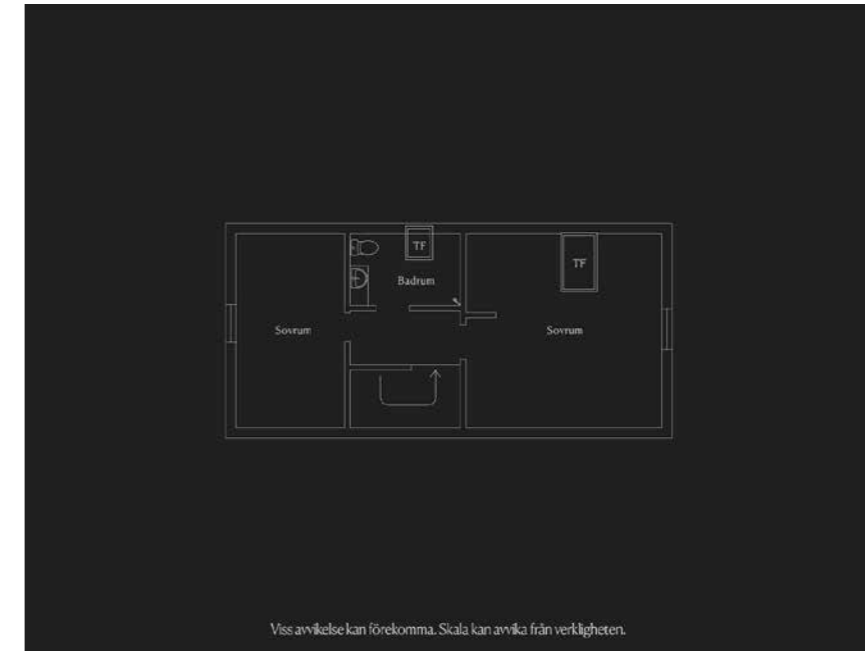 TF
TF
Badrum
Sovrum
Sovrum
Viss avvikelse kan förekomma. Skala kan avvika från verkligheten.